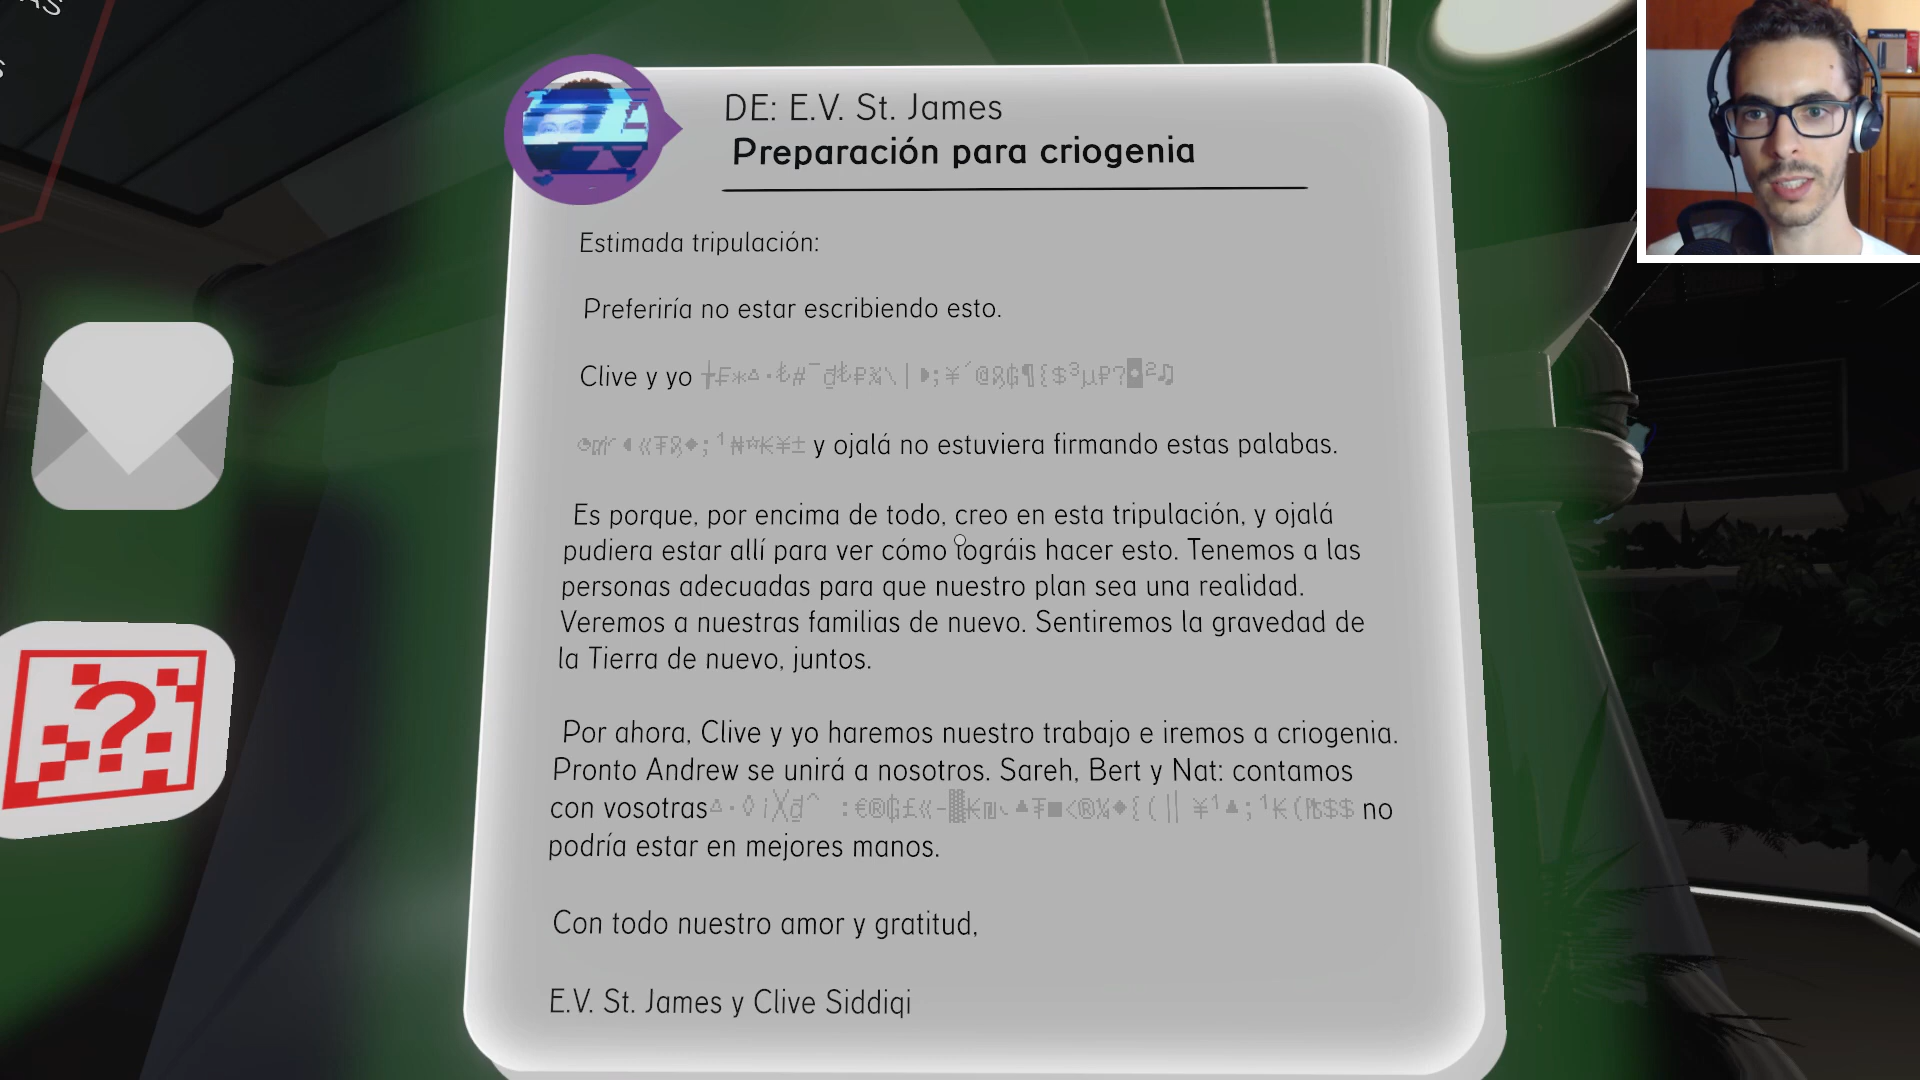 DE: E.V. St. James
Preparación para criogenia
Estimada tripulación:
Preferiría no estar escribiendo esto.
Clive y yo
y ojalá no estuviera firmando estas palabas.
Es porque, por encima de todo, creo en esta tripulación, y ojalá
pudiera estar allí para ver cómo lográis hacer esto. Tenemos a las
personas adecuadas para que nuestro plan sea una realidad.
Veremos a nuestras familias de nuevo. Sentiremos la gravedad de
la Tierra de nuevo, juntos.
Por ahora, Clive y yo haremos nuestro trabajo e iremos a criogenia.
Pronto Andrew se unirá a nosotros. Sareh, Bert y Nat: contamos
con vosotras no
podría estar en mejores manos.
Con todo nuestro amor y gratitud,
E.V. St. James y Clive Siddiqi
?